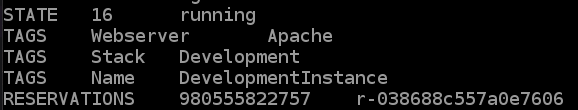 STATE 16 running
TAGS Webserver Apache
TAGS Stack Development
TAGS Name DevelopmentInstance
RESERVATIONS 980555822757 r-038688c557a0e7606